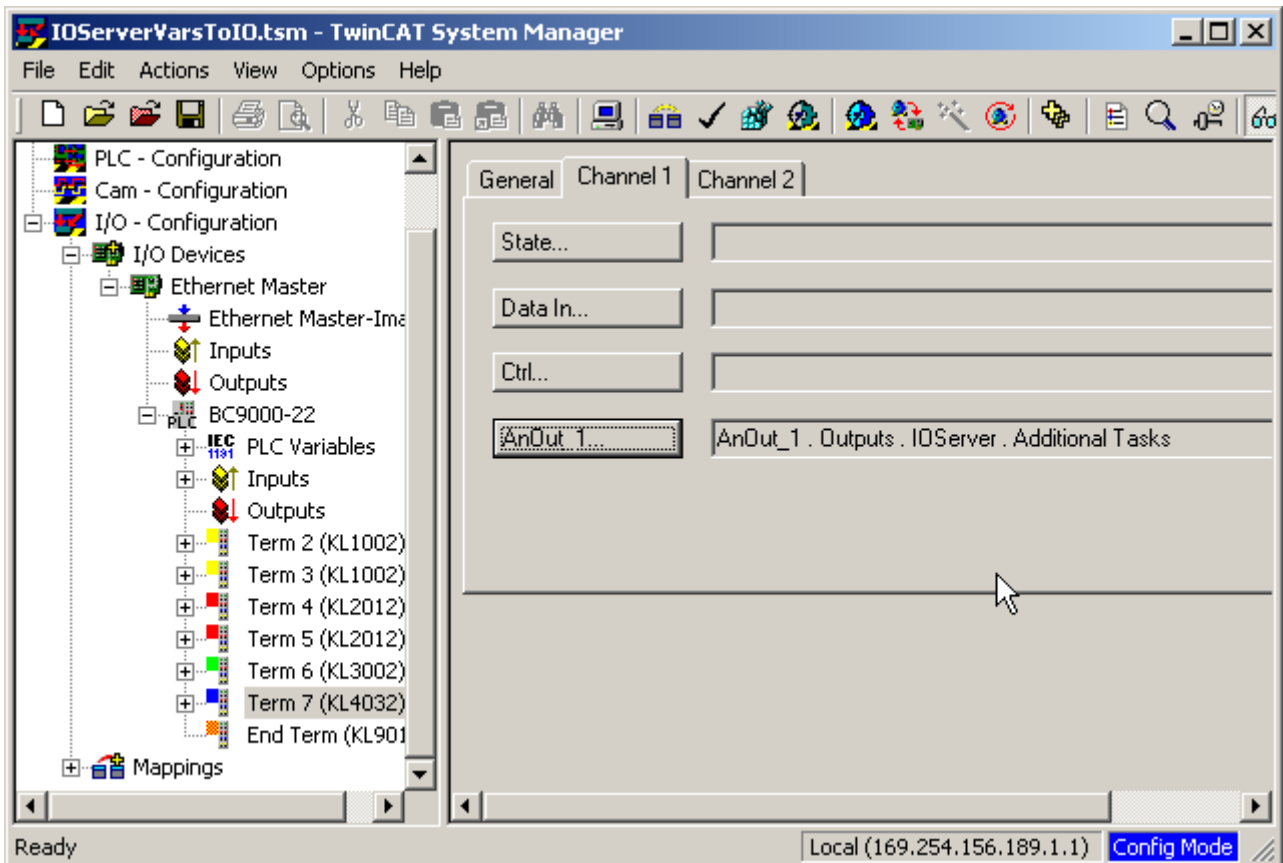 IOServerVarsToIO.tsm - TwinCAT System Manager
File Edit Actions View Options Help
PLC - Configuration
Cam - Configuration
I/O - Configuration
I/O Devices
Ethernet Master
Ethernet Master-Ima
Inputs
Outputs
PLC BC9000-22
IEC 1131 PLC Variables
Inputs
Outputs
Term 2 (KL1002)
Term 3 (KL1002)
Term 4 (KL2012)
Term 5 (KL2012)
Term 6 (KL3002)
Term 7 (KL4032)
End Term (KL901
Mappings
General Channel 1 Channel 2
State...
Data In...
Ctrl...
AnOut_1... AnOut_1 . Outputs . IOServer . Additional Tasks
Ready Local (169.254.156.189.1.1) Config Mode